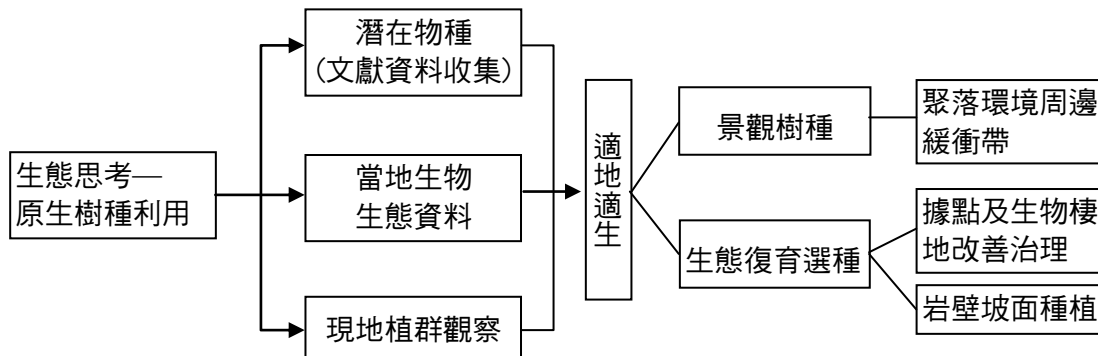 生態思考—
原生樹種利用
潛在物種
(文獻資料收集)
當地生物
生態資料
現地植群觀察
適地適生
景觀樹種
生態復育選種
聚落環境周邊
緩衝帶
據點及生物棲
地改善治理
岩壁坡面種植